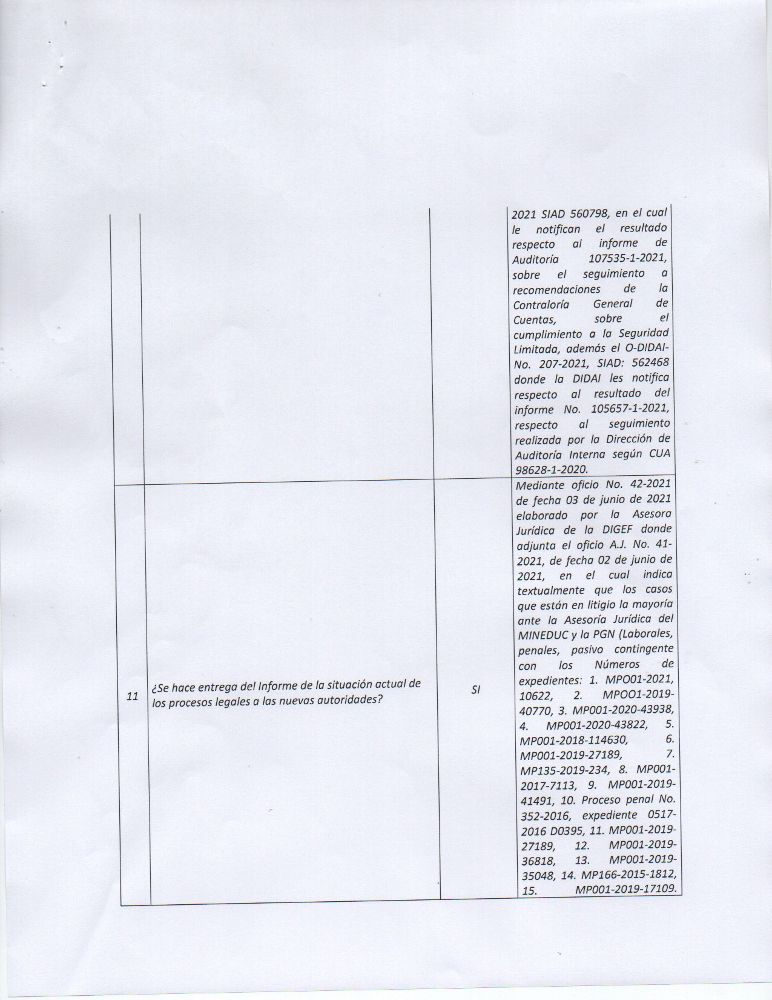 2021 SIAD 560798, en el cual
le notifican el resultado
respecto al informe de
Auditoría 107535-1-2021,
sobre el seguimiento a
recomendaciones de la
Contraloría General de
Cuentas, sobre el
cumplimiento a la Seguridad
Limitada, además el O-DIDAI-
No. 207-2021, SIAD: 562468
donde la DIDAI les notifica
respecto al resultado del
informe No. 105657-1-2021,
respecto al seguimiento
realizada por la Dirección de
Auditoría Interna según CUA
98628-1-2020.
11
¿Se hace entrega del Informe de la situación actual de
los procesos legales a las nuevas autoridades?
SI
Mediante oficio No. 42-2021
de fecha 03 de junio de 2021
elaborado por la Asesora
Jurídica de la DIGEF donde
adjunta el oficio A.J. No. 41-
2021, de fecha 02 de junio de
2021, en el cual indica
textualmente que los casos
que están en litigio la mayoría
ante la Asesoría Jurídica del
MINEDUC y la PGN (Laborales,
penales, pasivo contingente
con los Números de
expedientes: 1. MPO01-2021,
10622, 2. MPOO1-2019-
40770, 3. MP001-2020-43938,
4. MP001-2020-43822, 5.
MP001-2018-114630, 6.
MP001-2019-27189, 7.
MP135-2019-234, 8. MP001-
2017-7113, 9. MP001-2019-
41491, 10. Proceso penal No.
352-2016, expediente 0517-
2016 D0395, 11. MP001-2019-
27189, 12. MP001-2019-
36818, 13. MP001-2019-
35048, 14. MP166-2015-1812,
15. MP001-2019-17109.